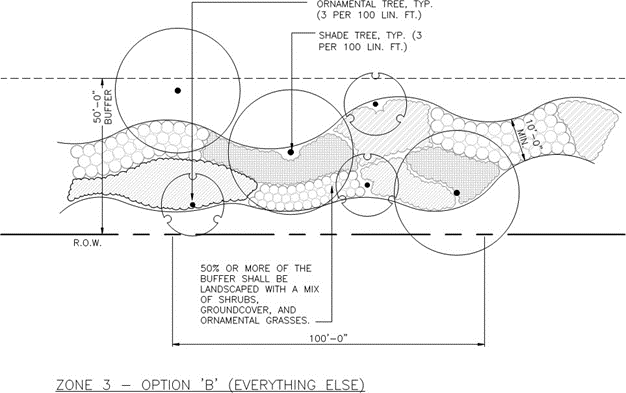 ORNAMENTAL TREE, TYP.
(3 PER 100 LIN. FT.)
SHADE TREE, TYP. (3
PER 100 LIN. FT.)
50'-0"
BUFFER
10'-0"
MIN.
R.O.W.
50% OR MORE OF THE
BUFFER SHALL BE
LANDSCAPED WITH A MIX
OF SHRUBS,
GROUNDCOVER, AND
ORNAMENTAL GRASSES.
100'-0"
ZONE 3 – OPTION 'B' (EVERYTHING ELSE)